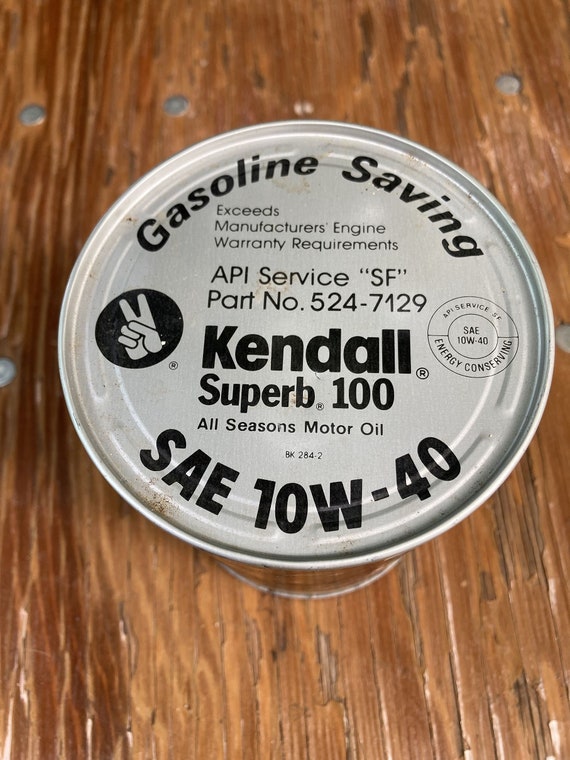 Gasoline Saving
Exceeds
Manufacturers' Engine
Warranty Requirements
API Service "SF"
Part No. 524-7129
®
Kendall®
Superb® 100
All Seasons Motor Oil
BK 284-2
SAE 10W-40
API SERVICE SF
SAE
10W-40
ENERGY CONSERVING